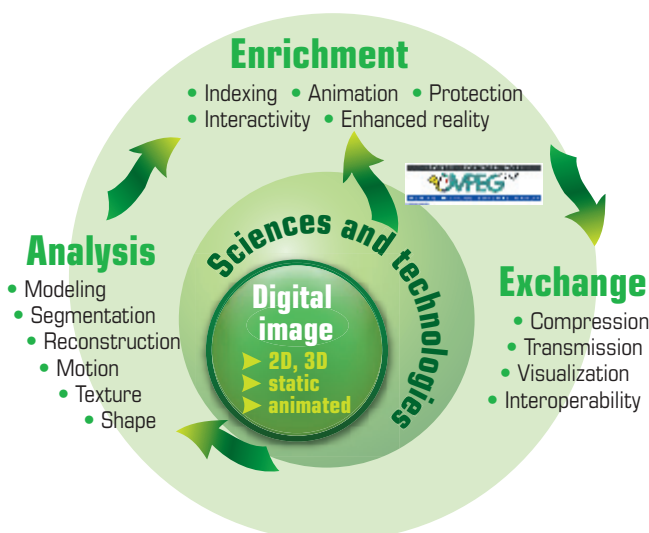 Enrichment
• Indexing • Animation • Protection
• Interactivity • Enhanced reality
MPEG
Analysis
• Modeling
• Segmentation
• Reconstruction
• Motion
• Texture
• Shape
Sciences and technologies
Digital
image
➤ 2D, 3D
➤ static
➤ animated
Exchange
• Compression
• Transmission
• Visualization
• Interoperability